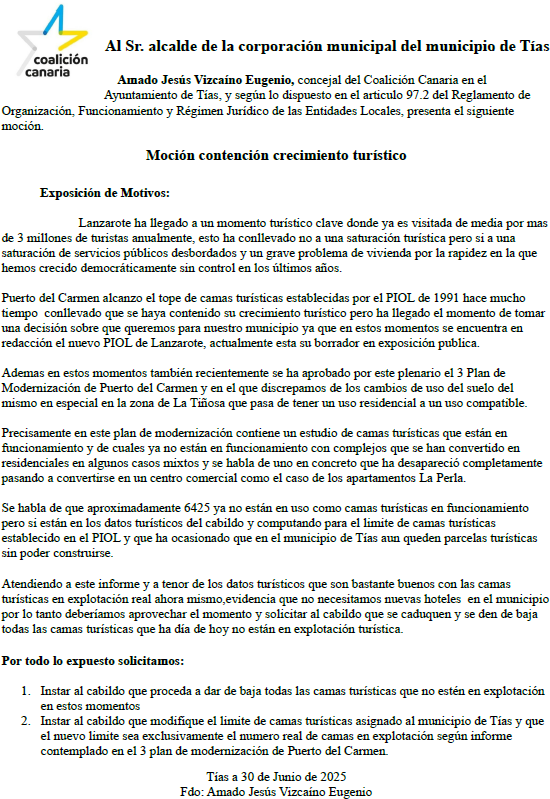 coalición
canaria
Al Sr. alcalde de la corporación municipal del municipio de Tías
Amado Jesús Vizcaíno Eugenio, concejal del Coalición Canaria en el
Ayuntamiento de Tías, y según lo dispuesto en el articulo 97.2 del Reglamento de
Organización, Funcionamiento y Régimen Jurídico de las Entidades Locales, presenta el siguiente
moción.
Moción contención crecimiento turístico
Exposición de Motivos:
Lanzarote ha llegado a un momento turístico clave donde ya es visitada de media por mas
de 3 millones de turistas anualmente, esto ha conllevado no a una saturación turística pero si a una
saturación de servicios públicos desbordados y un grave problema de vivienda por la rapidez en la que
hemos crecido democráticamente sin control en los últimos años.
Puerto del Carmen alcanzo el tope de camas turísticas establecidas por el PIOL de 1991 hace mucho
tiempo conllevado que se haya contenido su crecimiento turístico pero ha llegado el momento de tomar
una decisión sobre que queremos para nuestro municipio ya que en estos momentos se encuentra en
redacción el nuevo PIOL de Lanzarote, actualmente esta su borrador en exposición publica.
Ademas en estos momentos también recientemente se ha aprobado por este plenario el 3 Plan de
Modernización de Puerto del Carmen y en el que discrepamos de los cambios de uso del suelo del
mismo en especial en la zona de La Tiñosa que pasa de tener un uso residencial a un uso compatible.
Precisamente en este plan de modernización contiene un estudio de camas turísticas que están en
funcionamiento y de cuales ya no están en funcionamiento con complejos que se han convertido en
residenciales en algunos casos mixtos y se habla de uno en concreto que ha desapareció completamente
pasando a convertirse en un centro comercial como el caso de los apartamentos La Perla.
Se habla de que aproximadamente 6425 ya no están en uso como camas turísticas en funcionamiento
pero si están en los datos turísticos del cabildo y computando para el límite de camas turísticas
establecido en el PIOL y que ha ocasionado que en el municipio de Tías aun queden parcelas turísticas
sin poder construirse.
Atendiendo a este informe y a tenor de los datos turísticos que son bastante buenos con las camas
turísticas en explotación real ahora mismo,evidencia que no necesitamos nuevas hoteles en el municipio
por lo tanto deberíamos aprovechar el momento y solicitar al cabildo que se caduquen y se den de baja
todas las camas turísticas que ha día de hoy no están en explotación turística.
Por todo lo expuesto solicitamos:
1. Instar al cabildo que proceda a dar de baja todas las camas turísticas que no estén en explotación
en estos momentos
2. Instar al cabildo que modifique el limite de camas turísticas asignado al municipio de Tías y que
el nuevo límite sea exclusivamente el numero real de camas en explotación según informe
contemplado en el 3 plan de modernización de Puerto del Carmen.
Tías a 30 de Junio de 2025
Fdo: Amado Jesús Vizcaíno Eugenio